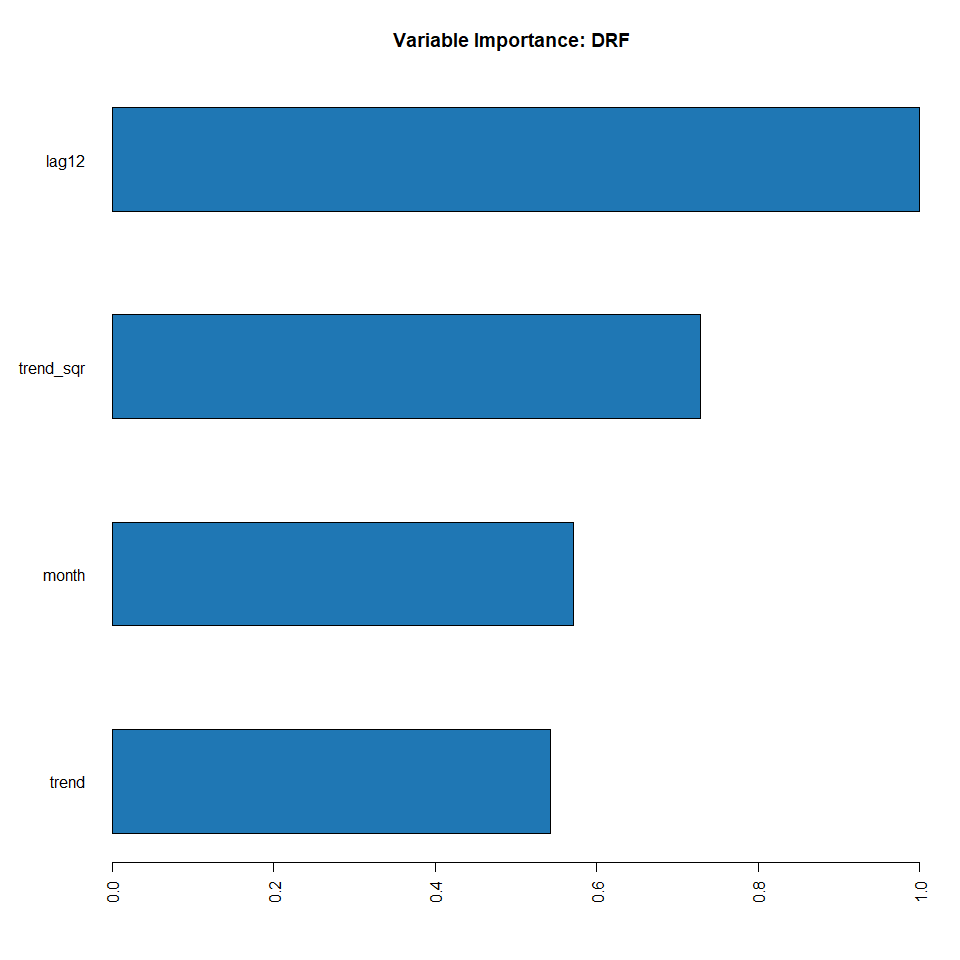 Variable Importance: DRF
lag12
trend_sqr
month
trend
0.0 0.2 0.4 0.6 0.8 1.0